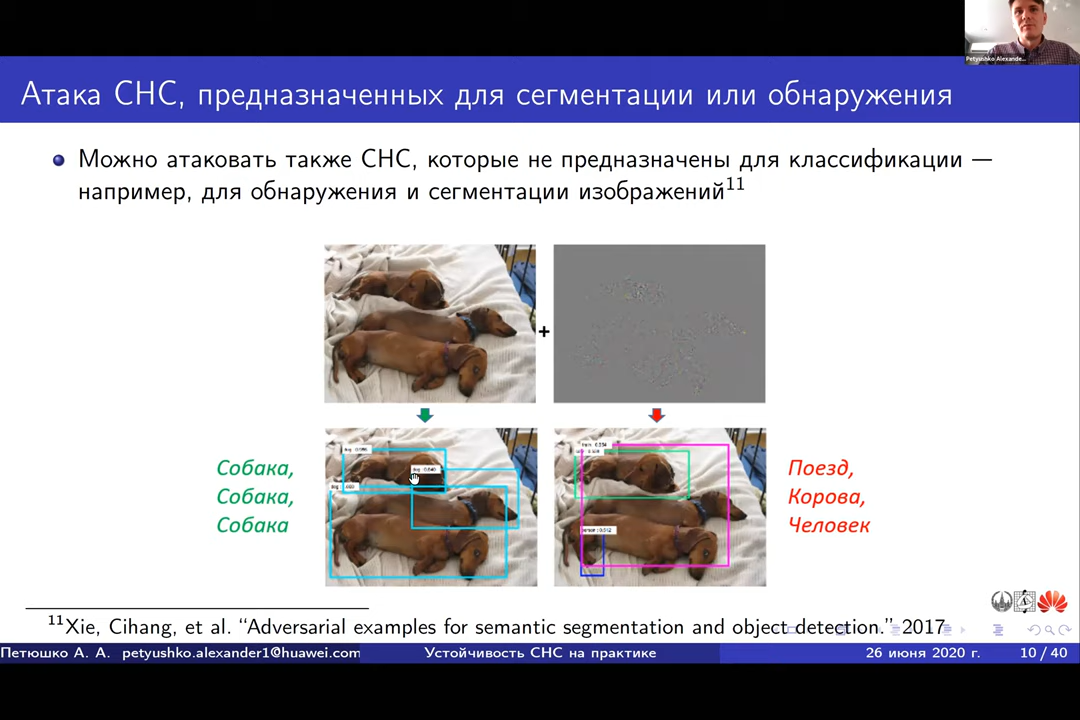 Petyushko Alexande...
Атака СНС, предназначенных для сегментации или обнаружения
Можно атаковать также СНС, которые не предназначены для классификации —
например, для обнаружения и сегментации изображений11
+
Собака,
Собака,
Собака
Поезд,
Корова,
Человек
11Xie, Cihang, et al. “Adversarial examples for semantic segmentation and object detection.” 2017
Петюшко А. А. petyushko.alexander1@huawei.com
Устойчивость СНС на практике
26 июня 2020 г.
10 / 40